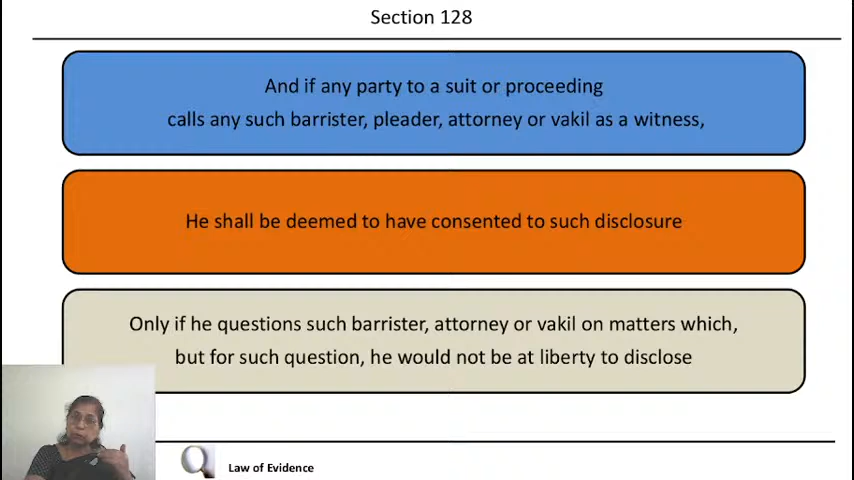 Section 128
And if any party to a suit or proceeding
calls any such barrister, pleader, attorney or vakil as a witness,
He shall be deemed to have consented to such disclosure
Only if he questions such barrister, attorney or vakil on matters which,
but for such question, he would not be at liberty to disclose
Law of Evidence